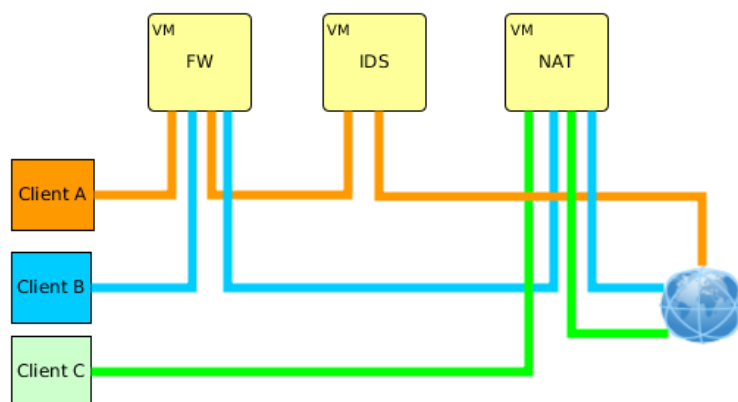 VM
FW
VM
IDS
VM
NAT
Client A
Client B
Client C